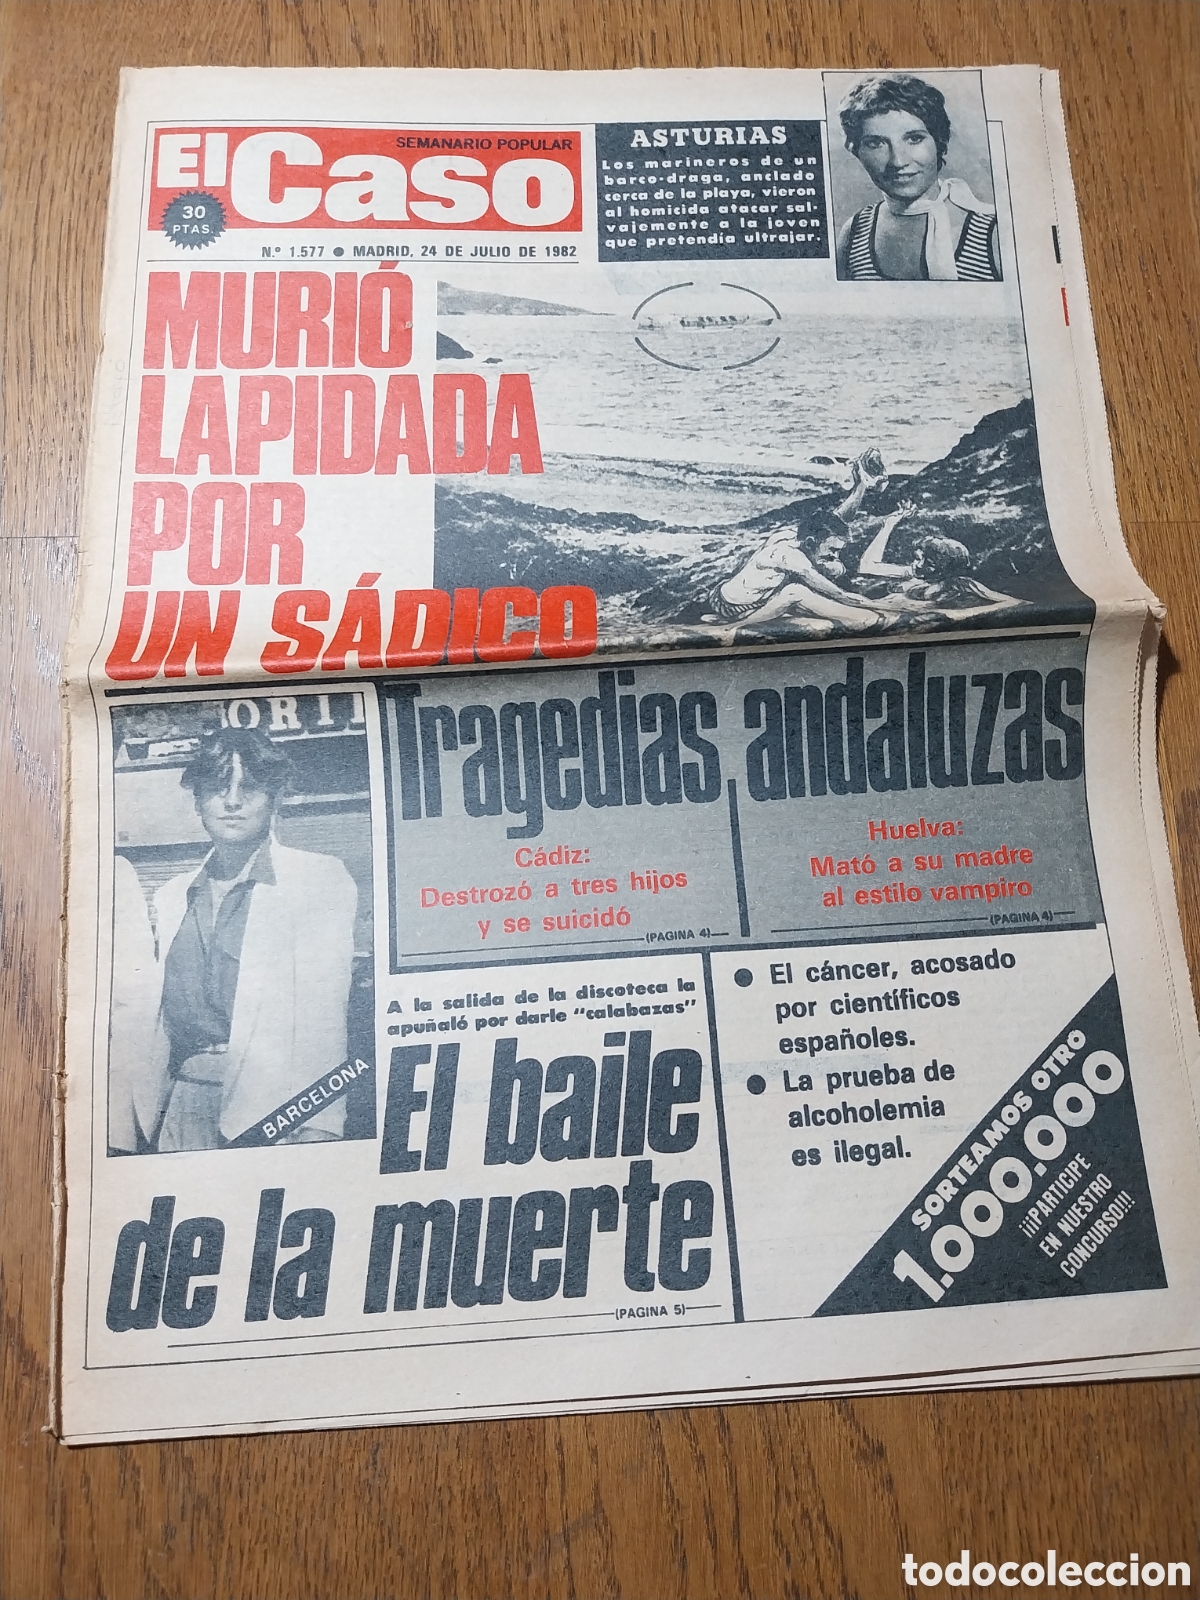 El Caso
SEMANARIO POPULAR
30
PTAS.
N.º 1.577 ● MADRID, 24 DE JULIO DE 1982
ASTURIAS
Los marineros de un
barco-draga, anclado
cerca de la playa, vieron
al homicida atacar sal-
vajemente a la joven
que pretendía ultrajar.
MURIÓ
LAPIDADA
POR
UN SÁDICO
ORTI
Tragedias andaluzas
Cádiz:
Destrozó a tres hijos
y se suicidó
(PAGINA 4)
Huelva:
Mató a su madre
al estilo vampiro
(PAGINA 4)
BARCELONA
A la salida de la discoteca la
apuñaló por darle "calabazas"
El baile
de la muerte
(PAGINA 5)
● El cáncer, acosado
por científicos
españoles.
● La prueba de
alcoholemia
es ilegal.
SORTEAMOS OTRO
1.000.000
¡¡¡PARTICIPE
EN NUESTRO
CONCURSO!!!
todocoleccion